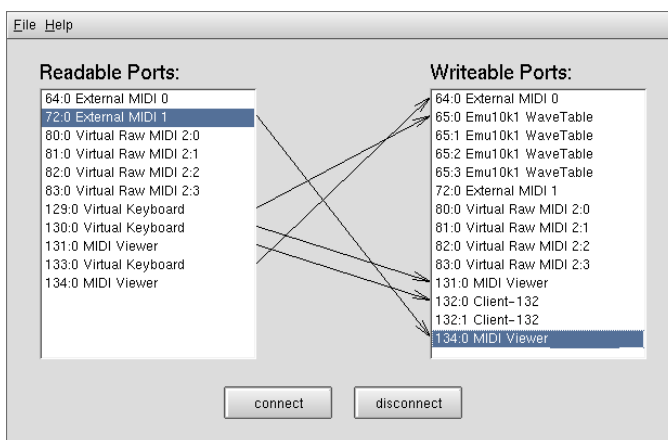 File Help
Readable Ports:
64:0 External MIDI 0
72:0 External MIDI 1
80:0 Virtual Raw MIDI 2:0
81:0 Virtual Raw MIDI 2:1
82:0 Virtual Raw MIDI 2:2
83:0 Virtual Raw MIDI 2:3
129:0 Virtual Keyboard
130:0 Virtual Keyboard
131:0 MIDI Viewer
133:0 Virtual Keyboard
134:0 MIDI Viewer
Writeable Ports:
64:0 External MIDI 0
65:0 Emu10k1 WaveTable
65:1 Emu10k1 WaveTable
65:2 Emu10k1 WaveTable
65:3 Emu10k1 WaveTable
72:0 External MIDI 1
80:0 Virtual Raw MIDI 2:0
81:0 Virtual Raw MIDI 2:1
82:0 Virtual Raw MIDI 2:2
83:0 Virtual Raw MIDI 2:3
131:0 MIDI Viewer
132:0 Client-132
132:1 Client-132
134:0 MIDI Viewer
connect disconnect